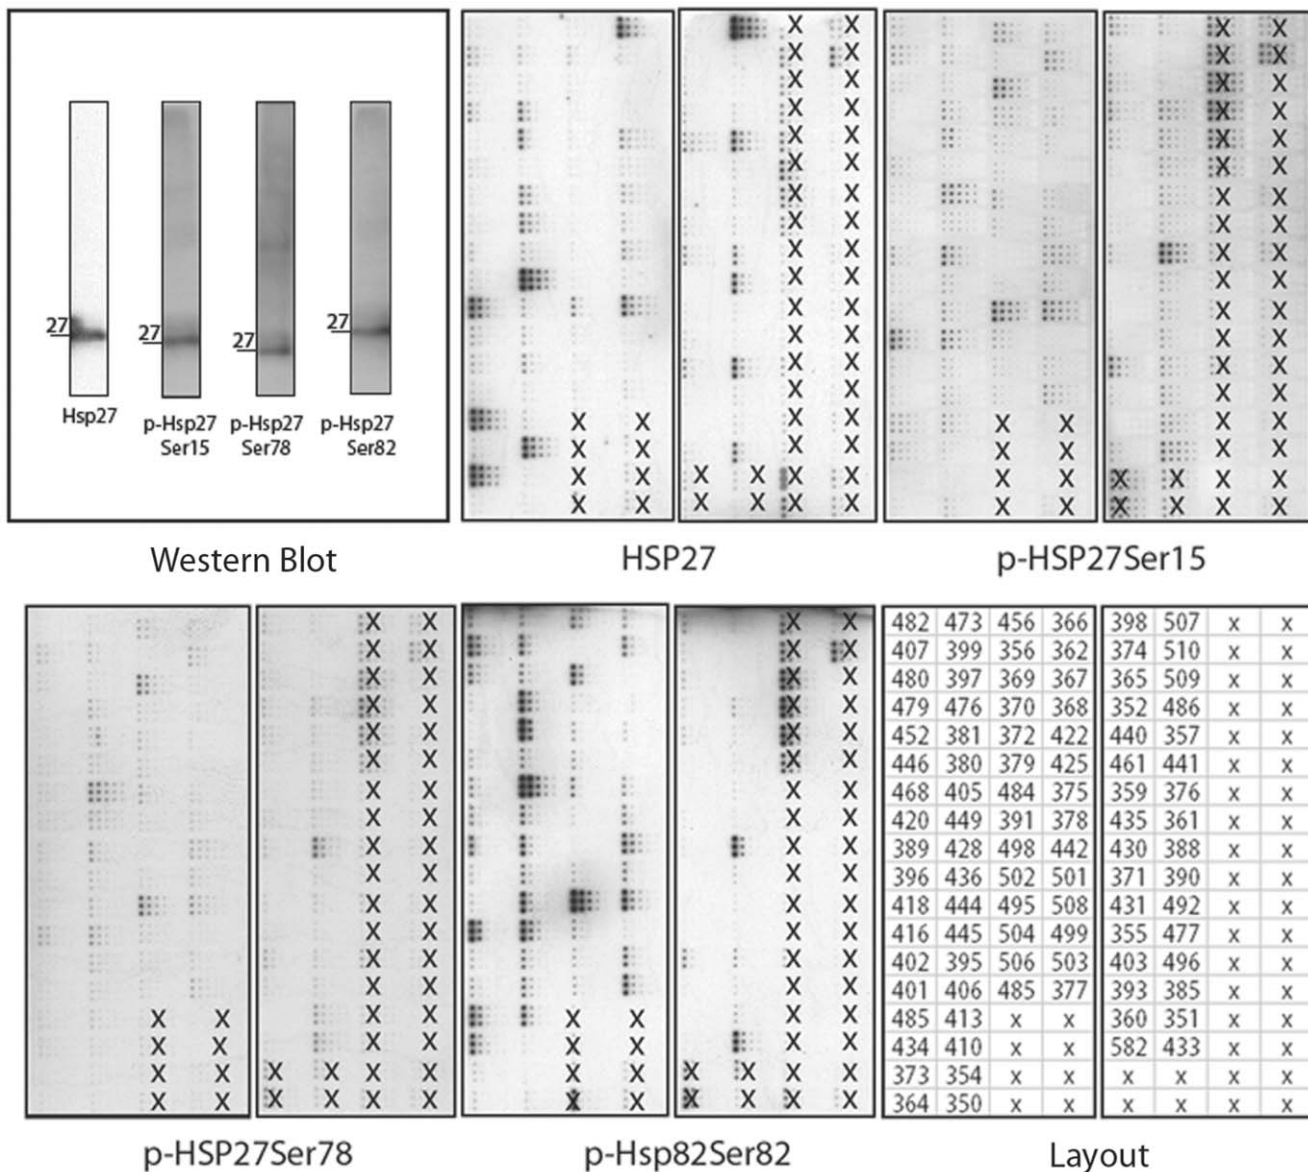 27
27
27
27
Hsp27
p-Hsp27 Ser15
p-Hsp27 Ser78
p-Hsp27 Ser82
Western Blot
X X
X X
X X
X X
X X
X X
X X
X X
X X
X X
X X
X X
X X
X X
X X X X
X X X X
X X X X X X
X X X X X X
HSP27
X X
X X
X X
X X
X X
X X
X X
X X
X X
X X
X X
X X
X X
X X
X X X X
X X X X
X X X X X X
X X X X X X
p-HSP27Ser15
X X
X X
X X
X X
X X
X X
X X
X X
X X
X X
X X
X X
X X
X X
X X X X
X X X X
X X X X X X
X X X X X X
p-HSP27Ser78
X X
X X
X X
X X
X X
X X
X X
X X
X X
X X
X X
X X
X X
X X
X X X X
X X X X
X X X X X X
X X X X X X
p-Hsp82Ser82
482 473 456 366 398 507 x x
407 399 356 362 374 510 x x
480 397 369 367 365 509 x x
479 476 370 368 352 486 x x
452 381 372 422 440 357 x x
446 380 379 425 461 441 x x
468 405 484 375 359 376 x x
420 449 391 378 435 361 x x
389 428 498 442 430 388 x x
396 436 502 501 371 390 x x
418 444 495 508 431 492 x x
416 445 504 499 355 477 x x
402 395 506 503 403 496 x x
401 406 485 377 393 385 x x
485 413 x x 360 351 x x
434 410 x x 582 433 x x
373 354 x x x x x x
364 350 x x x x x x
Layout